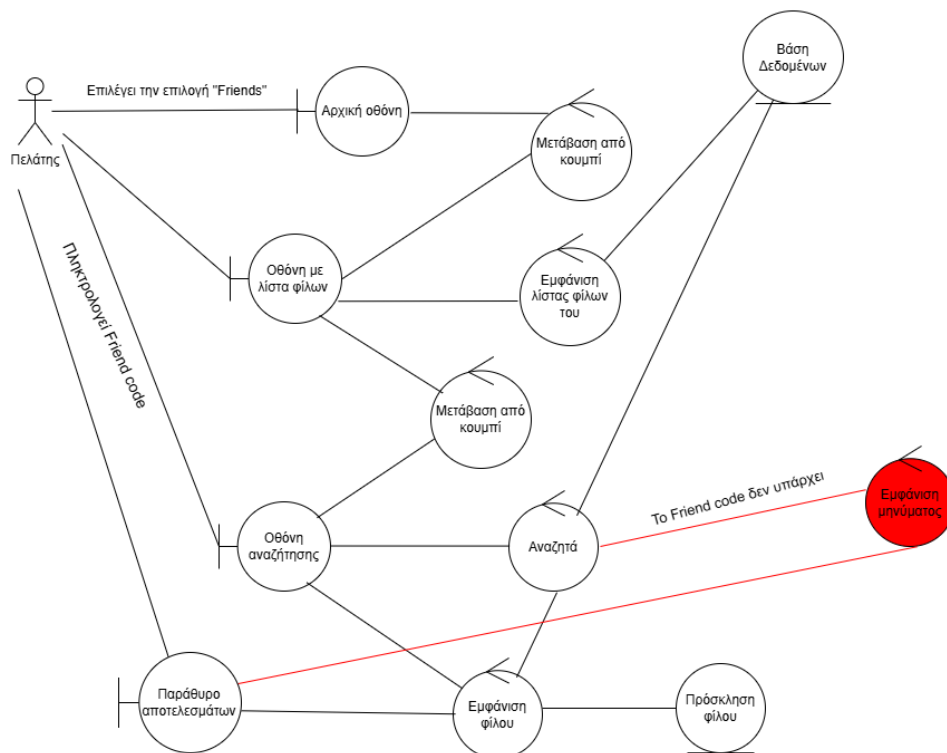 Βάση
Δεδομένων
Επιλέγει την επιλογή "Friends"
Αρχική οθόνη
Μετάβαση από
κουμπί
Πελάτης
Οθόνη με
λίστα φίλων
Εμφάνιση
λίστας φίλων
του
Πληκτρολογεί Friend code
Μετάβαση από
κουμπί
Το Friend code δεν υπάρχει
Εμφάνιση
μηνύματος
Οθόνη
αναζήτησης
Αναζητά
Παράθυρο
αποτελεσμάτων
Εμφάνιση
φίλου
Πρόσκληση
φίλου